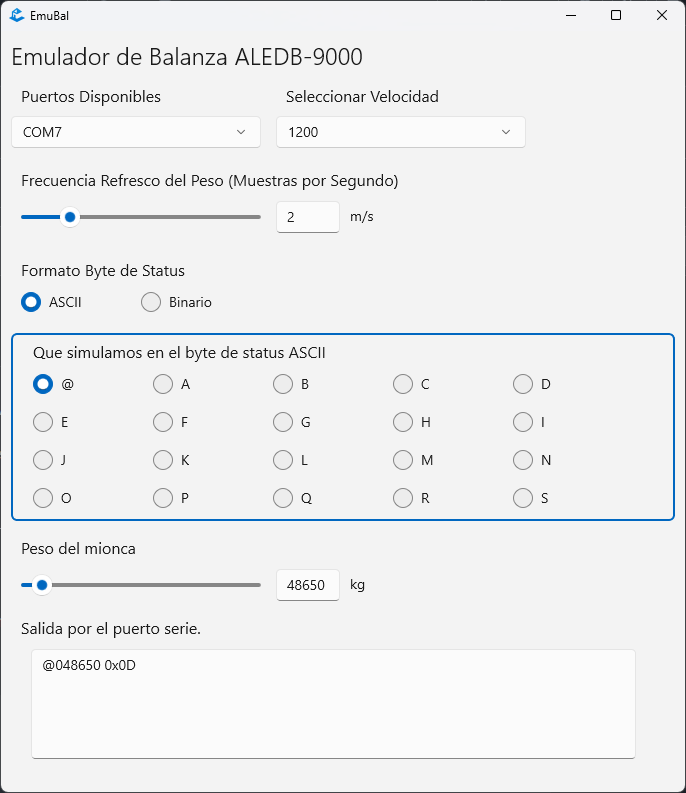 EmuBal
Emulador de Balanza ALEDB-9000
Puertos Disponibles Seleccionar Velocidad
COM7 1200
Frecuencia Refresco del Peso (Muestras por Segundo)
2 m/s
Formato Byte de Status
ASCII Binario
Que simulamos en el byte de status ASCII
@ A B C D
E F G H I
J K L M N
O P Q R S
Peso del mionca
48650 kg
Salida por el puerto serie.
@048650 0x0D